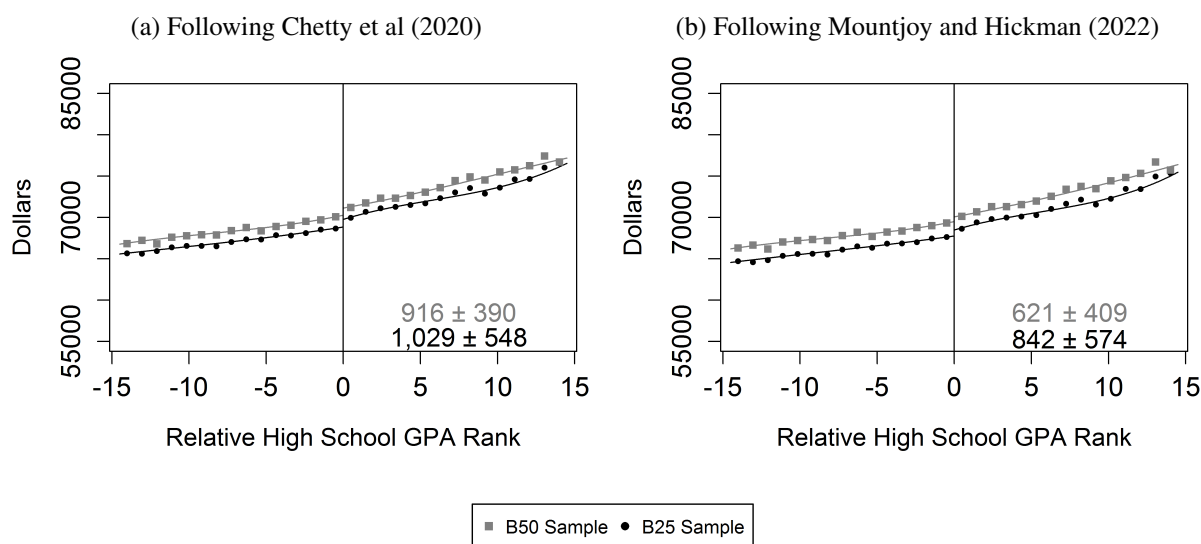 (a) Following Chetty et al (2020)
Dollars
85000
70000
55000
916 ± 390
1,029 ± 548
-15 -10 -5 0 5 10 15
Relative High School GPA Rank
(b) Following Mountjoy and Hickman (2022)
Dollars
85000
70000
55000
621 ± 409
842 ± 574
-15 -10 -5 0 5 10 15
Relative High School GPA Rank
B50 Sample B25 Sample